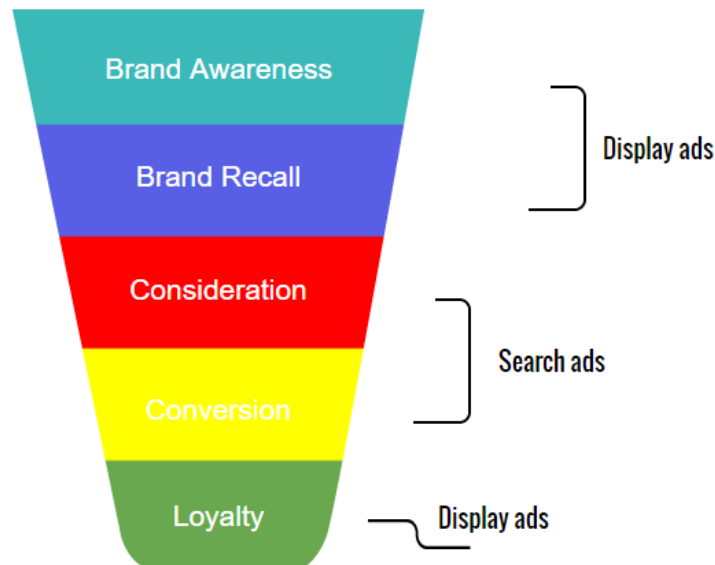 Brand Awareness
Display ads
Brand Recall
Consideration
Search ads
Conversion
Loyalty
Display ads